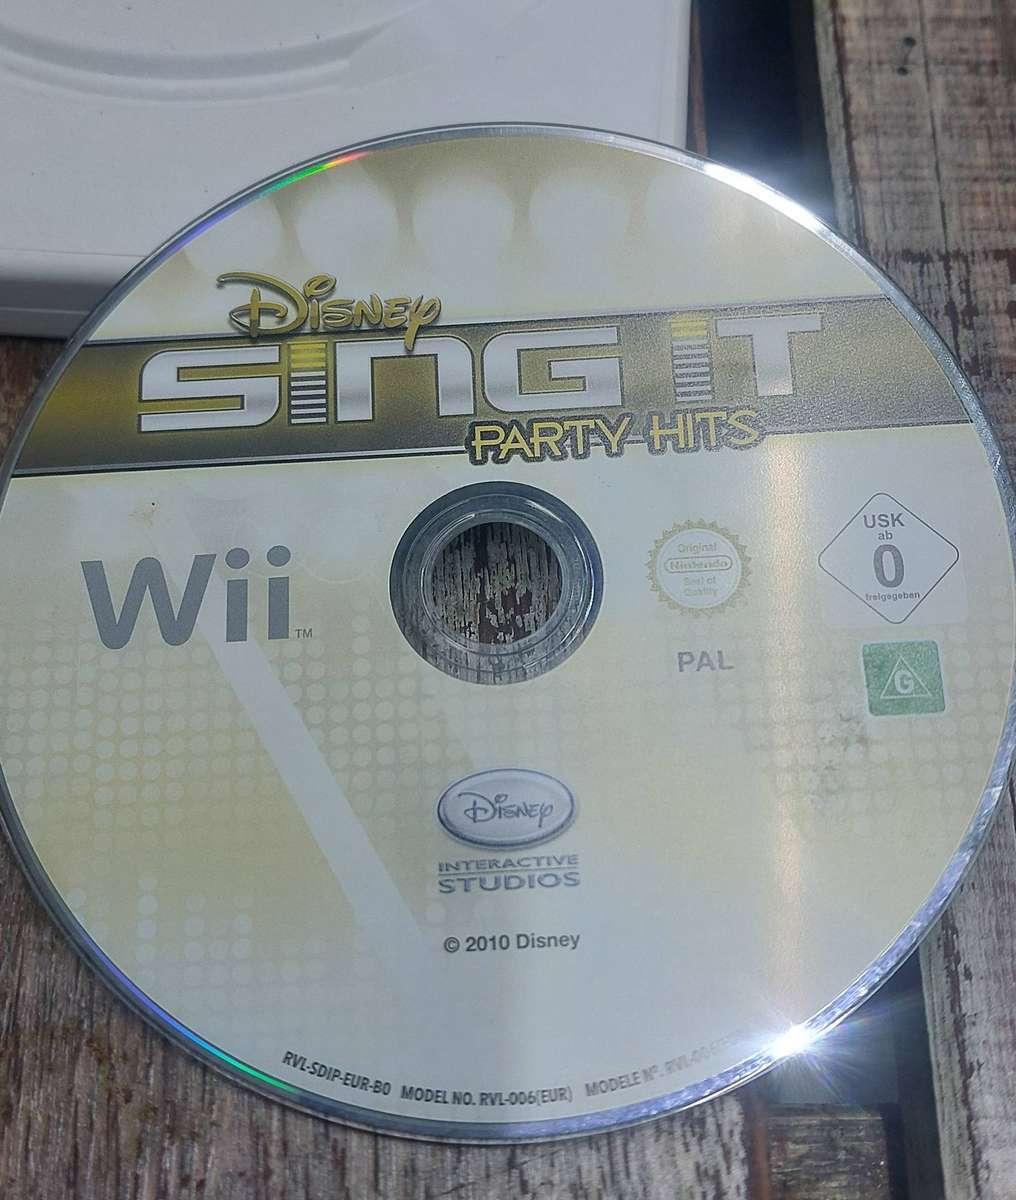 Disney
SING IT
PARTY HITS
Wii TM
Original
Nintendo
Seal of
Quality
PAL
USK
ab
0
freigegeben
G
Disney
INTERACTIVE
STUDIOS
© 2010 Disney
RVL-SDIP-EUR-B0 MODEL NO. RVL-006(EUR) MODELE Nº.